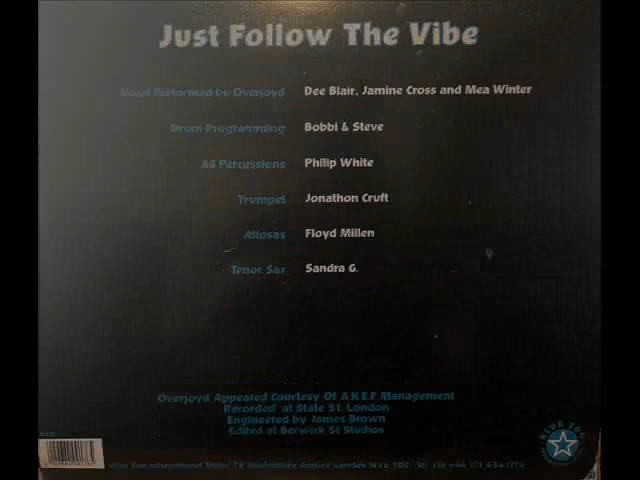 Just Follow The Vibe
Vocal Performed by Overjoyd Dee Blair, Jamine Cross and Mea Winter
Drum Programming Bobbi & Steve
All Percussions Philip White
Trumpet Jonathon Cruft
Altosax Floyd Millen
Tenor Sax Sandra G.
Overjoyd Appeared Courtesy Of A.K.E.F. Management
Recorded at State St. London
Engineered by James Brown
Edited at Berwick St Studios
London